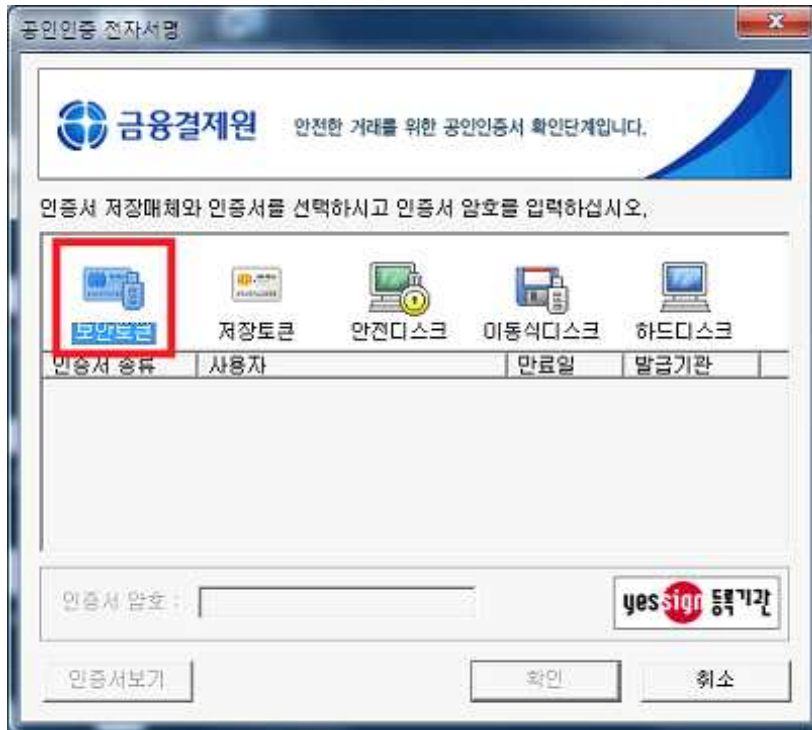 공인인증 전자서명
금융결제원 안전한 거래를 위한 공인인증서 확인단계입니다.
인증서 저장매체와 인증서를 선택하시고 인증서 암호를 입력하십시오.
보안토큰 저장토큰 안전디스크 이동식디스크 하드디스크
인증서 종류 사용자 만료일 발급기관
인증서 암호 :
yessign 등록기관
인증서보기 확인 취소